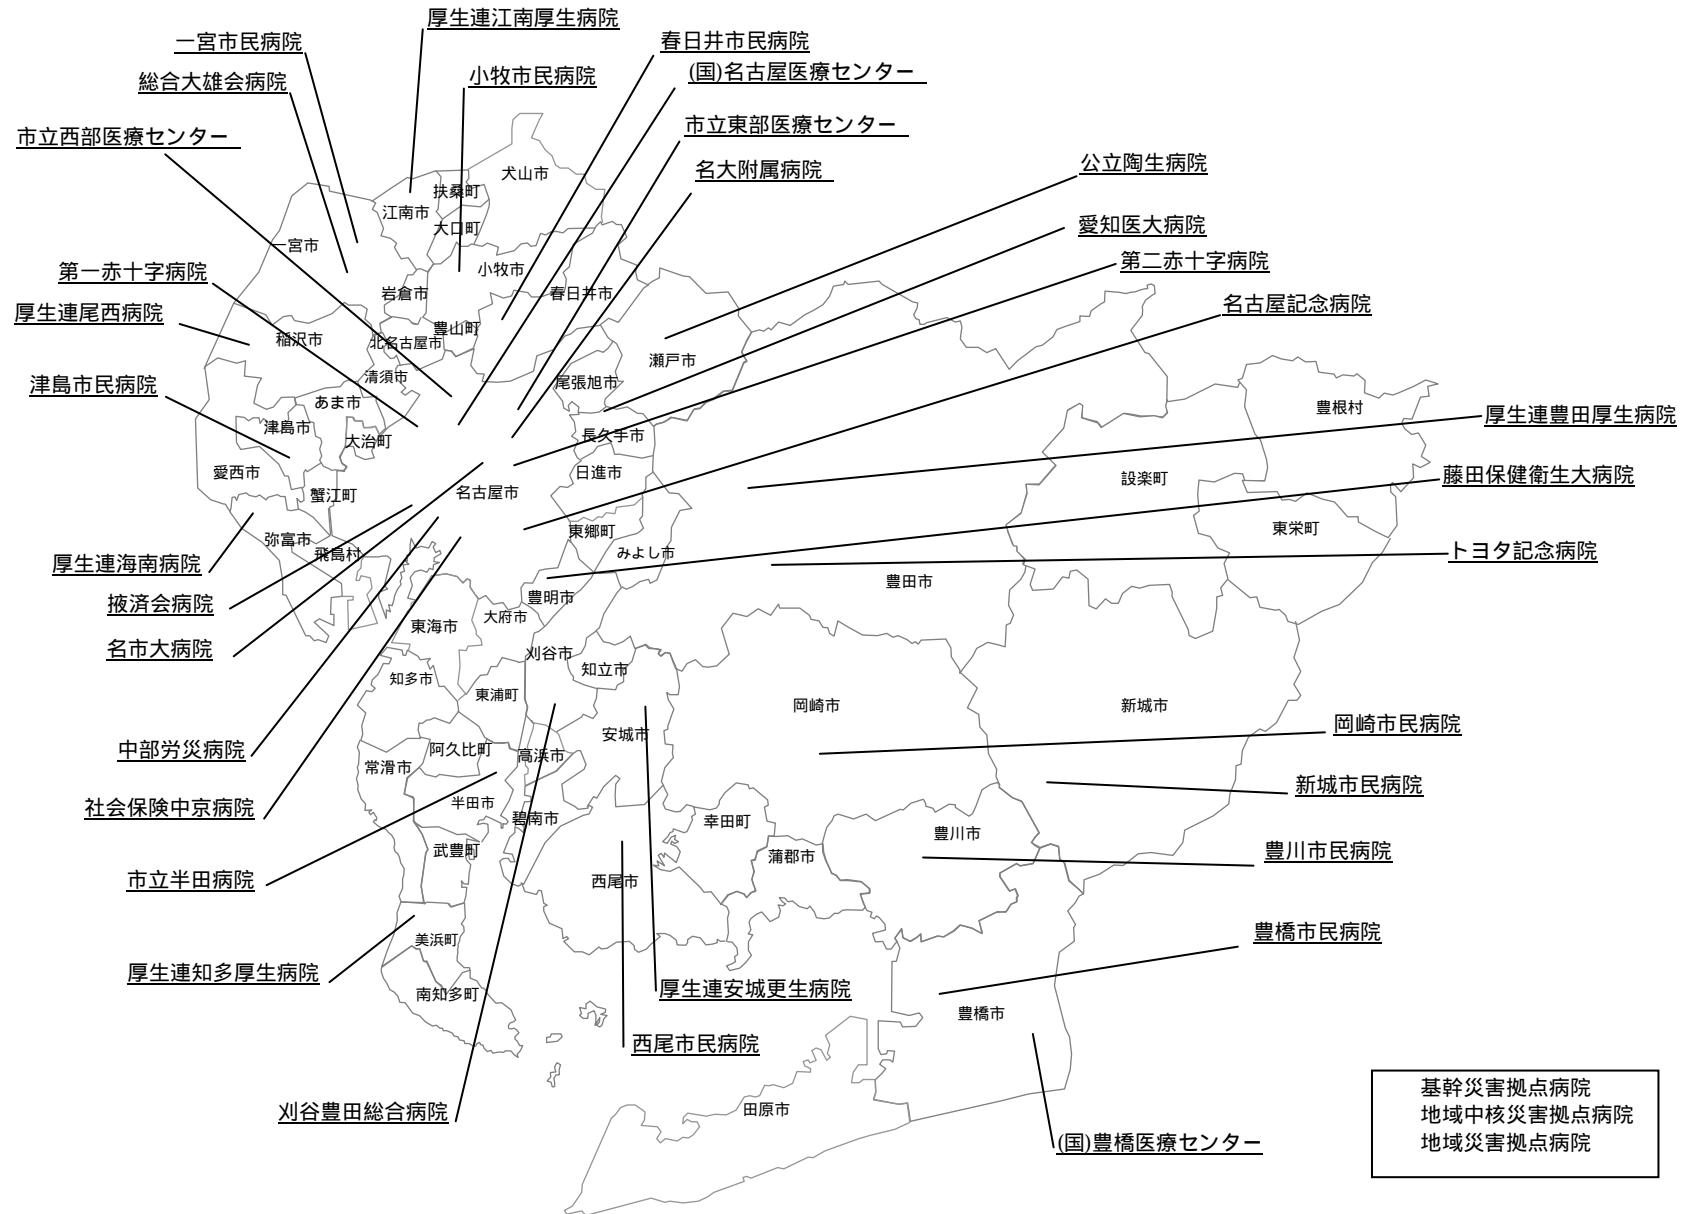 厚生連江南厚生病院
一宮市民病院
春日井市民病院
総合大雄会病院
小牧市民病院
(国)名古屋医療センター
市立西部医療センター
市立東部医療センター
名大附属病院
公立陶生病院
犬山市
扶桑町
江南市
大口町
愛知医大病院
一宮市
第一赤十字病院
小牧市
第二赤十字病院
岩倉市
春日井市
名古屋記念病院
厚生連尾西病院
豊山町
稲沢市
北名古屋市
瀬戸市
津島市民病院
清須市
尾張旭市
あま市
豊根村
厚生連豊田厚生病院
津島市
大治町
長久手市
愛西市
日進市
設楽町
藤田保健衛生大病院
蟹江町
名古屋市
弥富市
飛島村
東郷町
みよし市
東栄町
トヨタ記念病院
厚生連海南病院
豊田市
掖済会病院
豊明市
大府市
東海市
名市大病院
刈谷市
知立市
知多市
東浦町
岡崎市
新城市
岡崎市民病院
中部労災病院
阿久比町
高浜市
安城市
常滑市
新城市民病院
社会保険中京病院
半田市
碧南市
幸田町
豊川市
武豊町
蒲郡市
豊川市民病院
市立半田病院
西尾市
美浜町
豊橋市民病院
厚生連知多厚生病院
南知多町
厚生連安城更生病院
豊橋市
西尾市民病院
刈谷豊田総合病院
田原市
(国)豊橋医療センター
基幹災害拠点病院
地域中核災害拠点病院
地域災害拠点病院